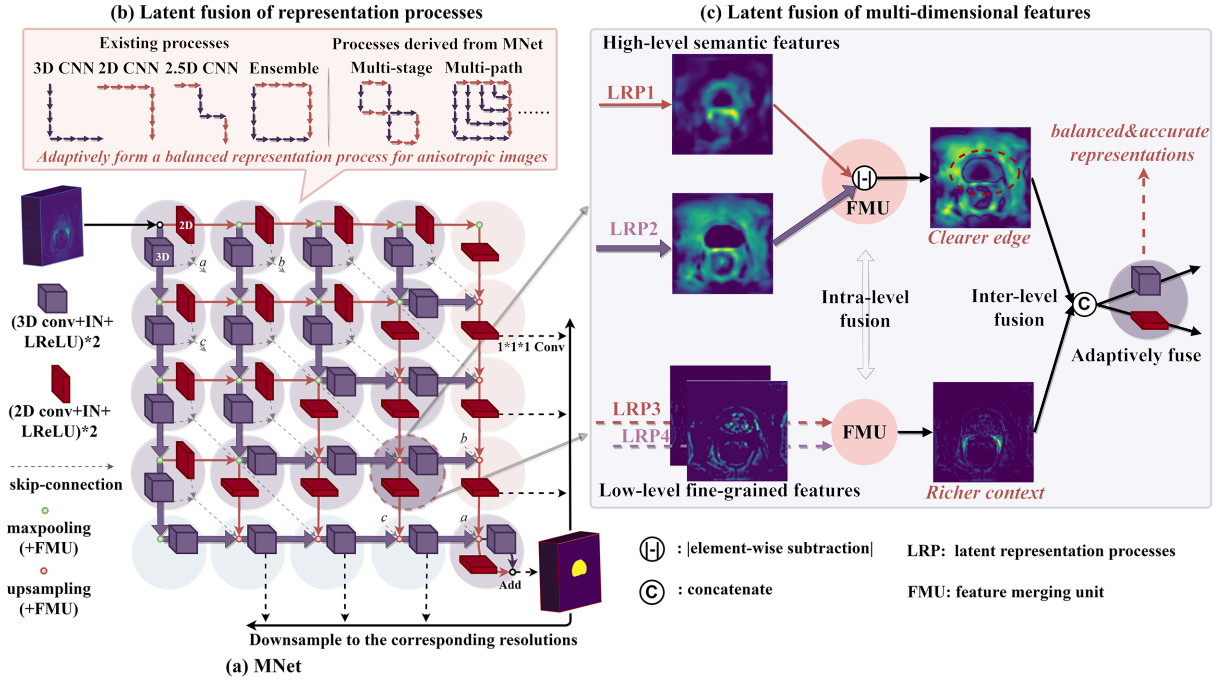 (b) Latent fusion of representation processes
Existing processes
Processes derived from MNet
3D CNN 2D CNN 2.5D CNN Ensemble
Multi-stage Multi-path
......
Adaptively form a balanced representation process for anisotropic images
2D
3D
a
b
c
(3D conv+IN+
LReLU)*2
(2D conv+IN+
LReLU)*2
skip-connection
maxpooling
(+FMU)
upsampling
(+FMU)
1*1*1 Conv
b
c
a
Add
Downsample to the corresponding resolutions
(a) MNet
(c) Latent fusion of multi-dimensional features
High-level semantic features
LRP1
LRP2
|-|
FMU
Clearer edge
balanced&accurate
representations
Intra-level
fusion
Inter-level
fusion
C
Adaptively fuse
LRP3
LRP4
FMU
Low-level fine-grained features
Richer context
|-| : |element-wise subtraction|
LRP: latent representation processes
C : concatenate
FMU: feature merging unit